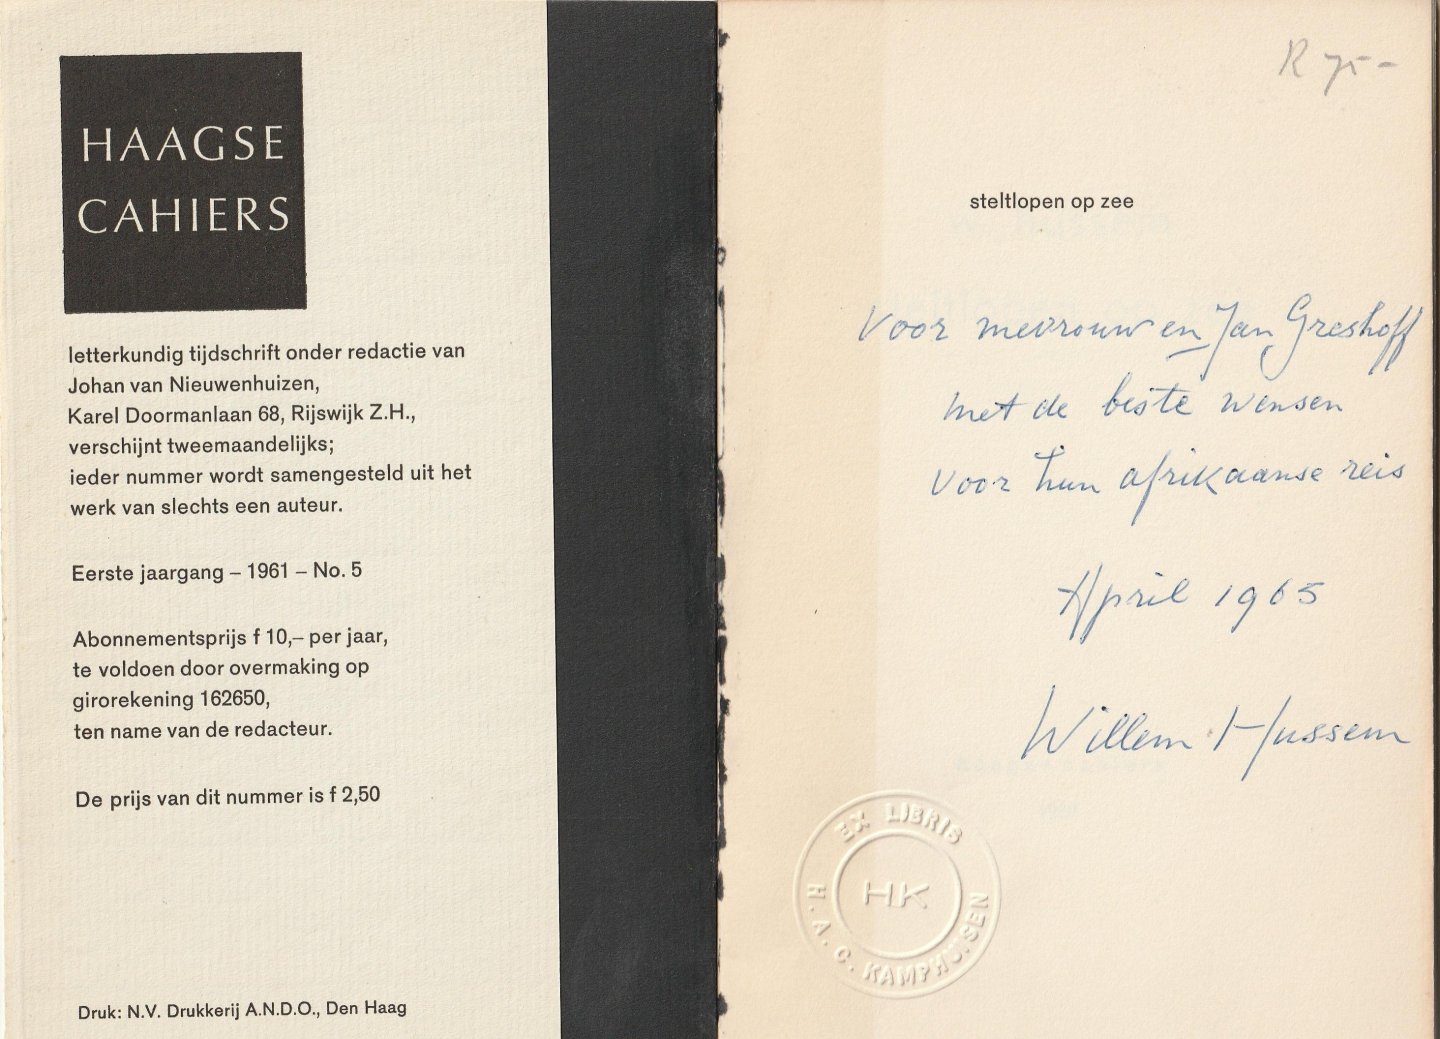 HAAGSE
CAHIERS
letterkundig tijdschrift onder redactie van
Johan van Nieuwenhuizen,
Karel Doormanlaan 68, Rijswijk Z.H.,
verschijnt tweemaandelijks;
ieder nummer wordt samengesteld uit het
werk van slechts een auteur.
Eerste jaargang – 1961 – No. 5
Abonnementsprijs f 10,– per jaar,
te voldoen door overmaking op
girorekening 162650,
ten name van de redacteur.
De prijs van dit nummer is f 2,50
Druk: N.V. Drukkerij A.N.D.O., Den Haag
R 75-
steltlopen op zee
Voor mevrouw en Jan Greshoff
met de beste wensen
voor hun afrikaanse reis
April 1965
Willem Hussem
EX LIBRIS
HK
H.A.C. KAMPHUISEN